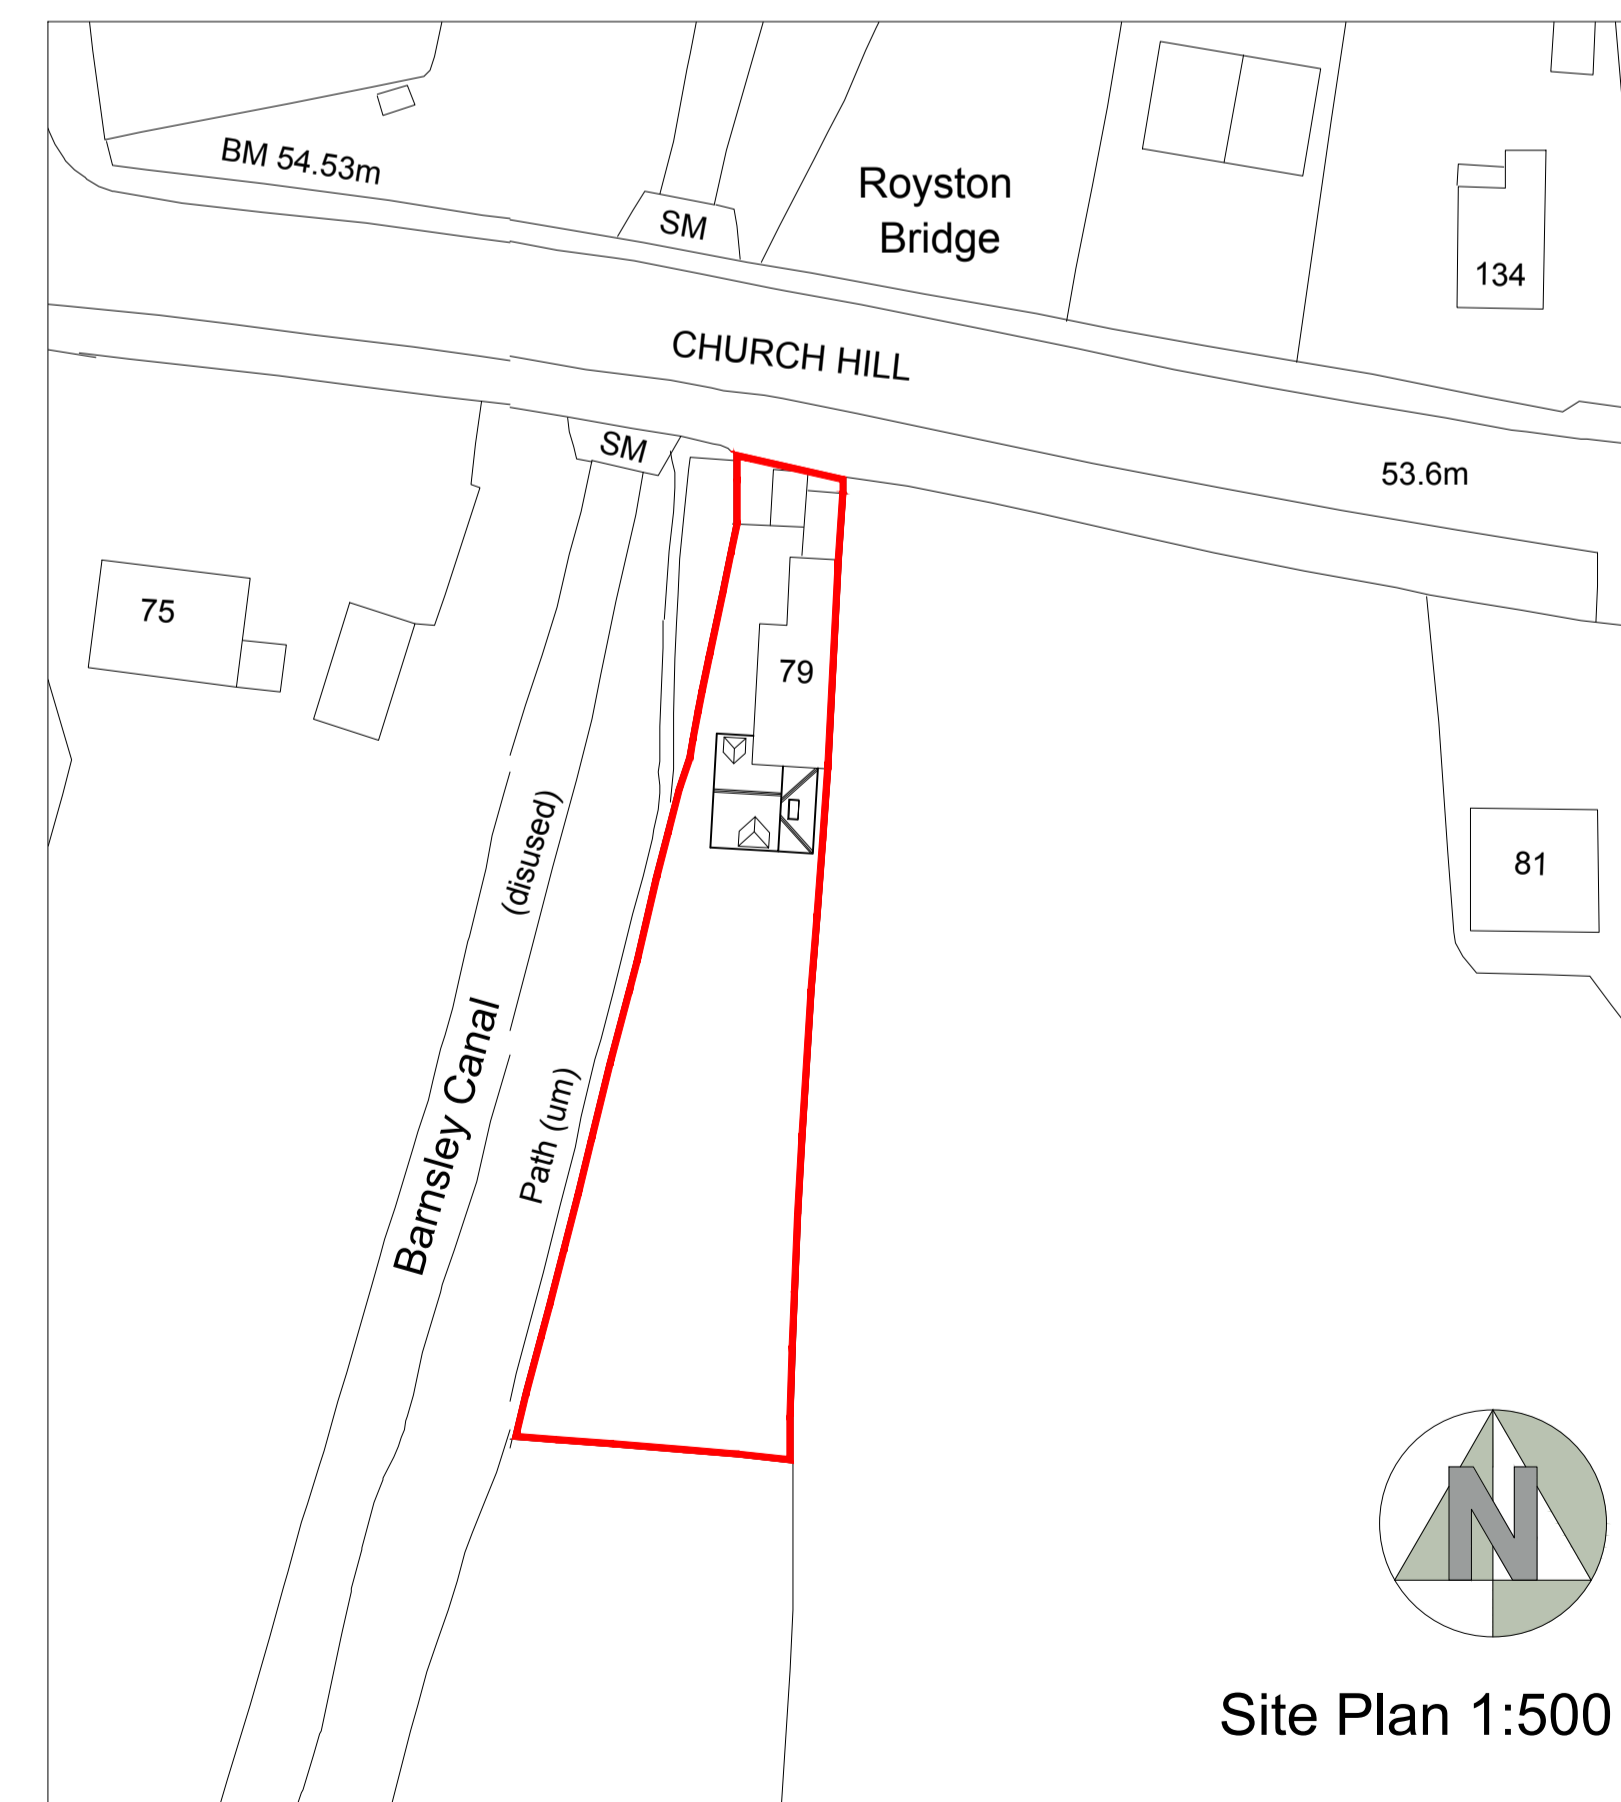 BM 54.53m
SM
Royston
Bridge
134
CHURCH HILL
SM
53.6m
75
79
81
(disused)
Barnsley Canal
Path (um)
N
Site Plan 1:500